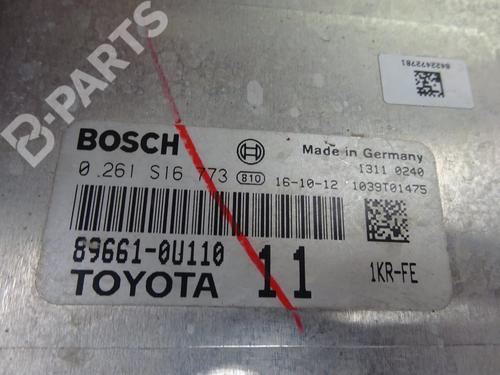 B-PARTS
8422472781
BOSCH
Made in Germany
0 261 S16 773 810 16-10-12
1311 0240
1039T01475
89661-0U110
11
1KR-FE
TOYOTA